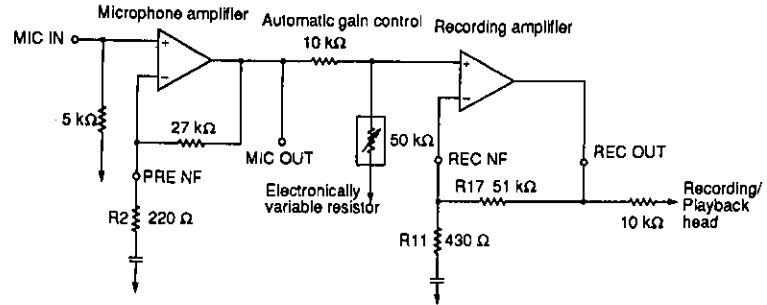 Microphone amplifier
Automatic gain control
Recording amplifier
MIC IN
10 kΩ
+
−
+
−
5 kΩ
27 kΩ
MIC OUT
50 kΩ
PRE NF
REC NF
REC OUT
Electronically
variable resistor
R17 51 kΩ
Recording/
Playback
head
R2 220 Ω
10 kΩ
R11 430 Ω